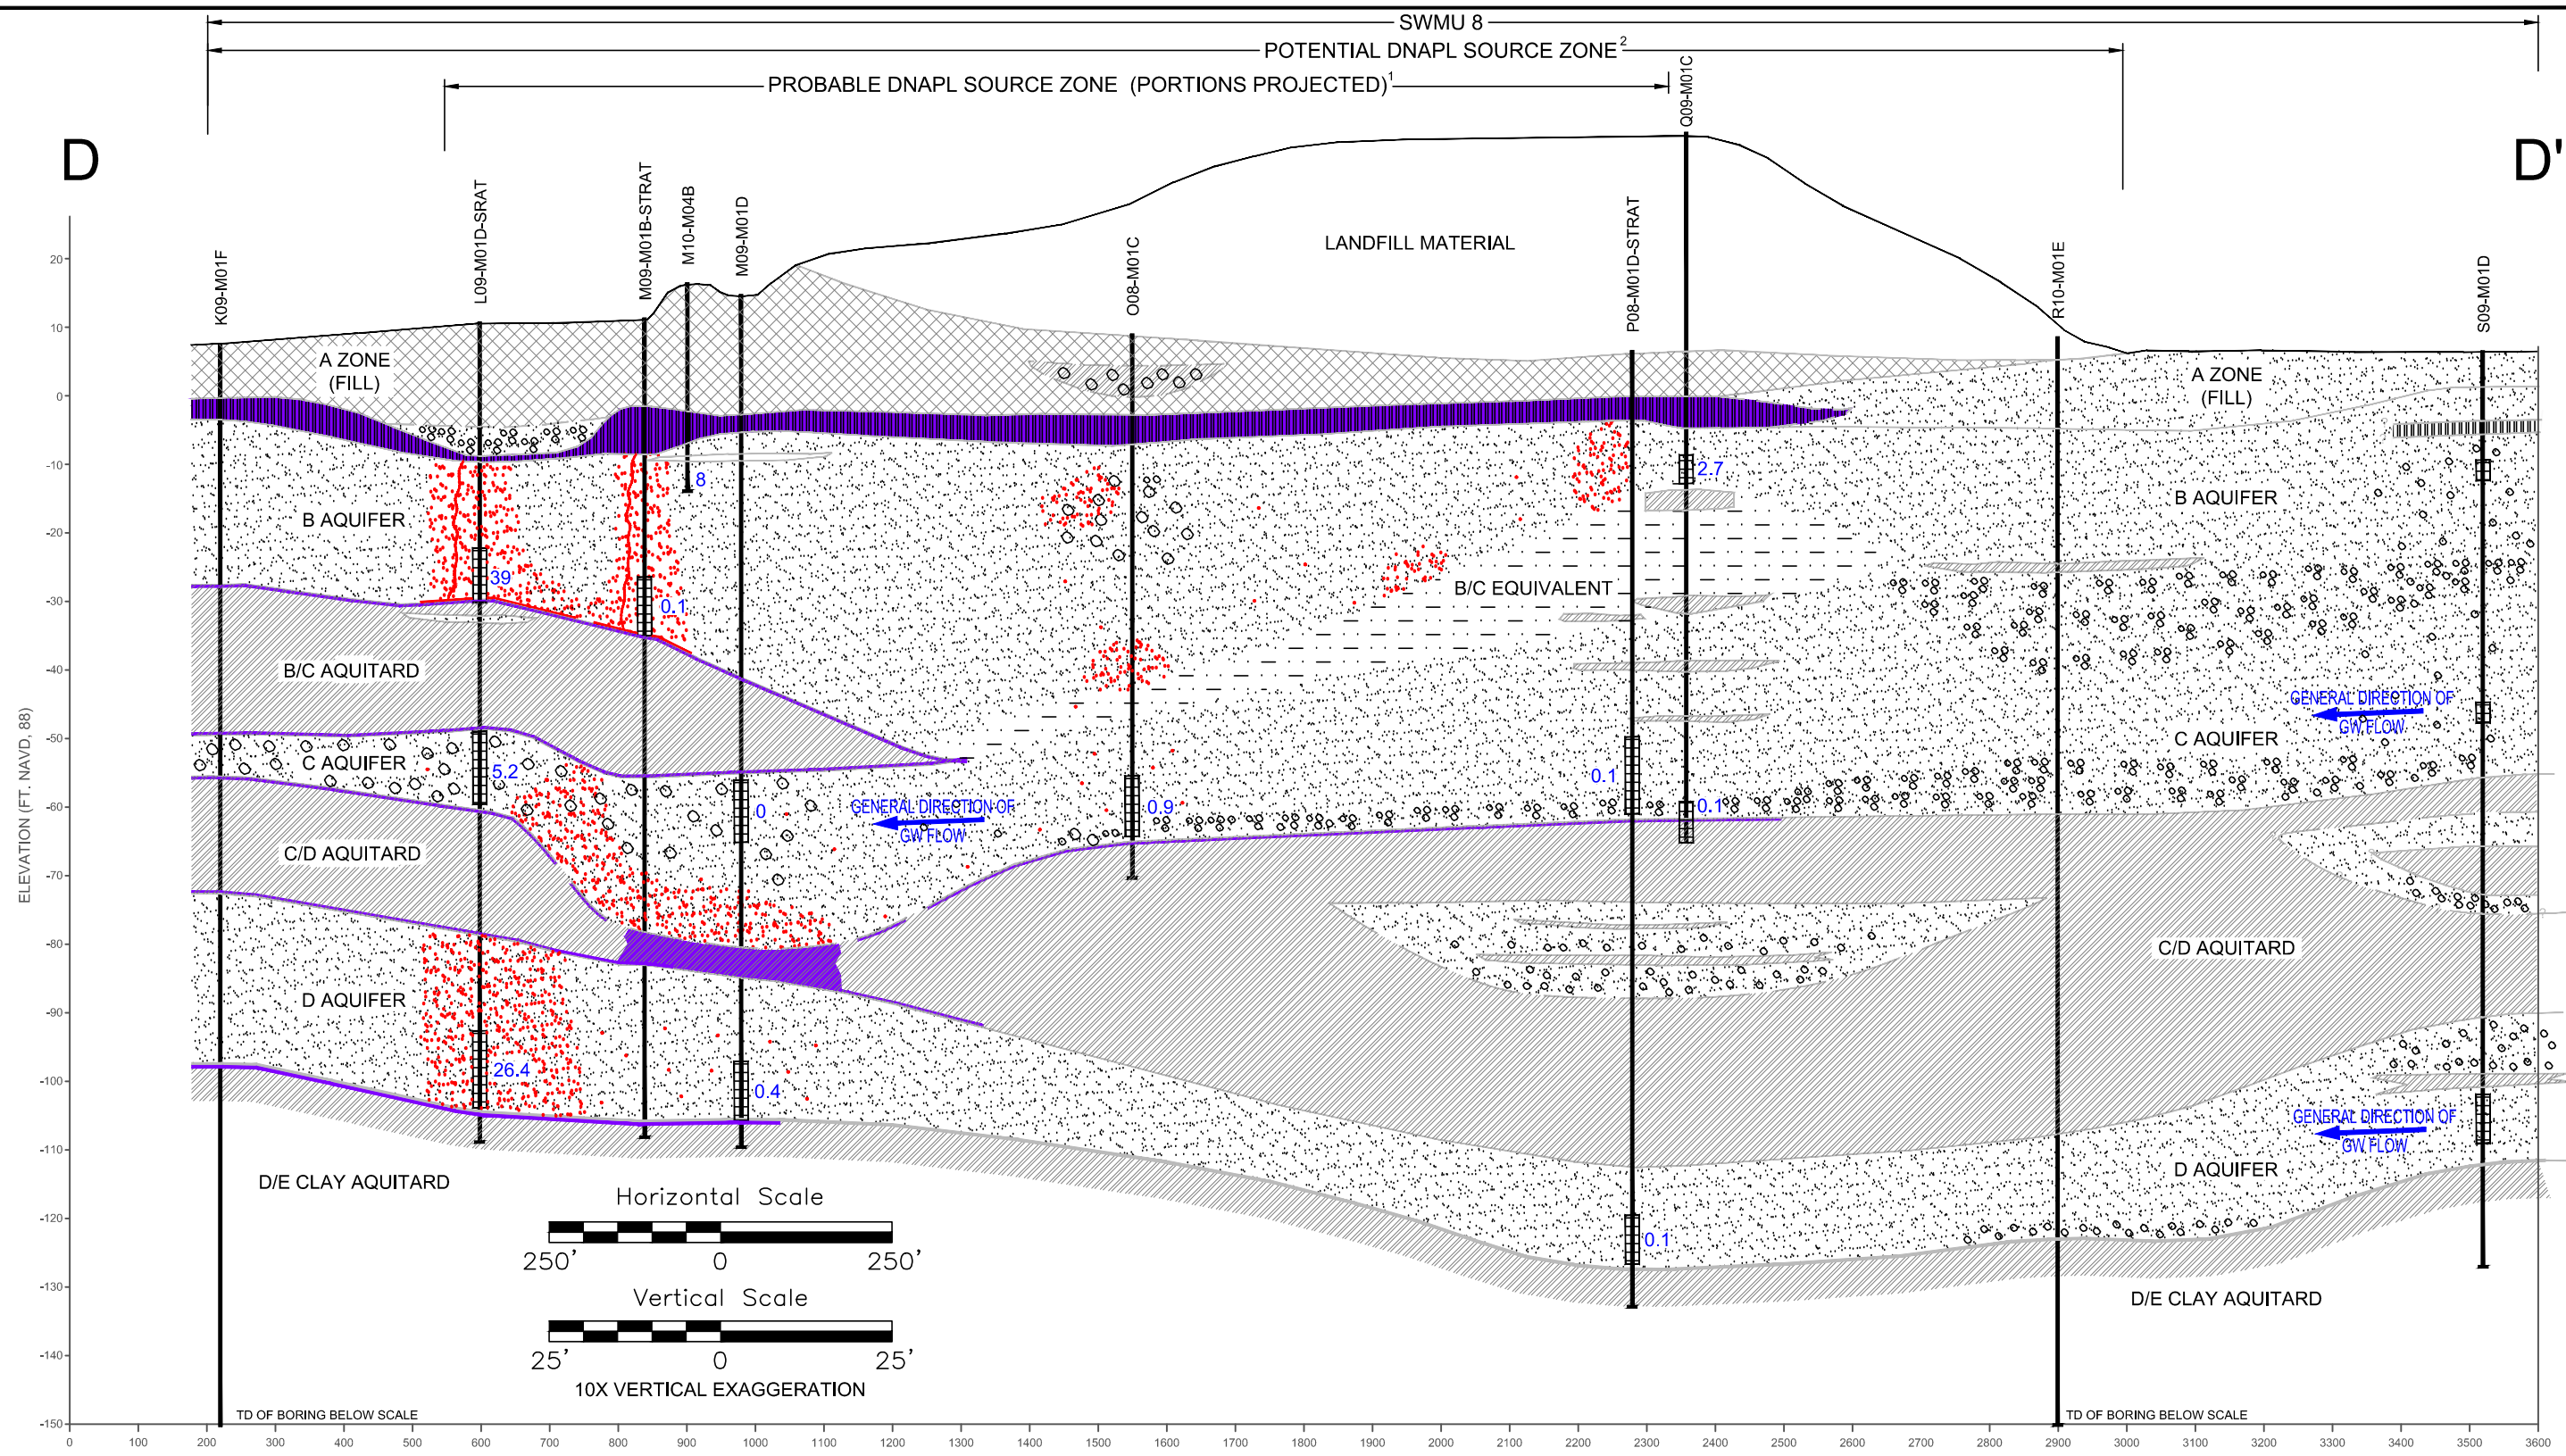 SWMU 8
POTENTIAL DNAPL SOURCE ZONE²
PROBABLE DNAPL SOURCE ZONE (PORTIONS PROJECTED)¹
D
D'
K09-M01F
L09-M01D-SRAT
M09-M01B-STRAT
M10-M04B
M09-M01D
O08-M01C
P08-M01D-STRAT
Q09-M01C
R10-M01E
S09-M01D
LANDFILL MATERIAL
A ZONE
(FILL)
A ZONE
(FILL)
B AQUIFER
B AQUIFER
8
2.7
39
0.1
B/C EQUIVALENT
B/C AQUITARD
GENERAL DIRECTION OF
GW FLOW
C AQUIFER
C AQUIFER
5.2
0
GENERAL DIRECTION OF
GW FLOW
0.9
0.1
0.1
C/D AQUITARD
C/D AQUITARD
D AQUIFER
26.4
0.4
GENERAL DIRECTION OF
GW FLOW
D AQUIFER
0.1
D/E CLAY AQUITARD
D/E CLAY AQUITARD
Horizontal Scale
250' 0 250'
Vertical Scale
25' 0 25'
10X VERTICAL EXAGGERATION
TD OF BORING BELOW SCALE
TD OF BORING BELOW SCALE
ELEVATION (FT. NAVD, 88)
20
10
0
-10
-20
-30
-40
-50
-60
-70
-80
-90
-100
-110
-120
-130
-140
-150
0 100 200 300 400 500 600 700 800 900 1000 1100 1200 1300 1400 1500 1600 1700 1800 1900 2000 2100 2200 2300 2400 2500 2600 2700 2800 2900 3000 3100 3200 3300 3400 3500 3600